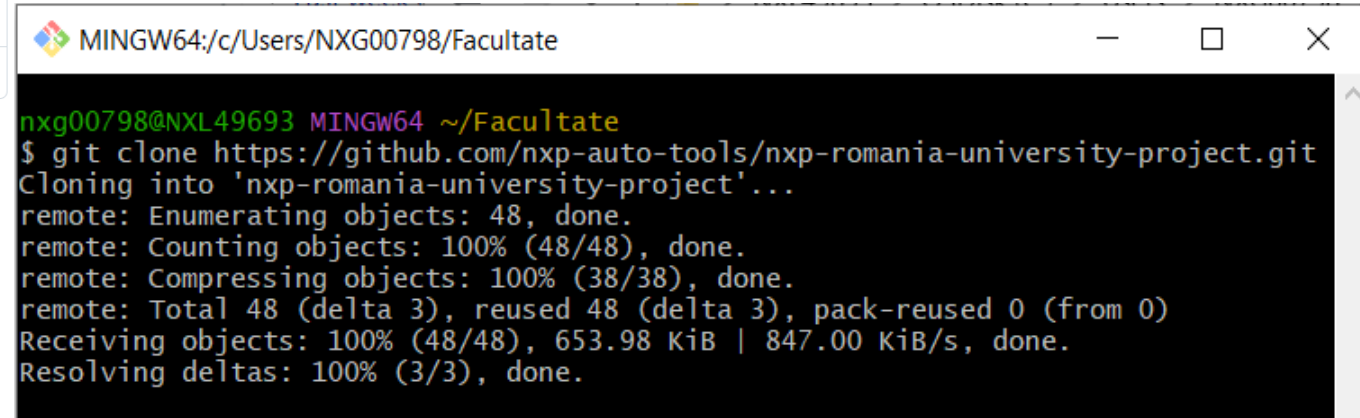 MINGW64:/c/Users/NXG00798/Facultate
nxg00798@NXL49693 MINGW64 ~/Facultate
$ git clone https://github.com/nxp-auto-tools/nxp-romania-university-project.git
Cloning into 'nxp-romania-university-project'...
remote: Enumerating objects: 48, done.
remote: Counting objects: 100% (48/48), done.
remote: Compressing objects: 100% (38/38), done.
remote: Total 48 (delta 3), reused 48 (delta 3), pack-reused 0 (from 0)
Receiving objects: 100% (48/48), 653.98 KiB | 847.00 KiB/s, done.
Resolving deltas: 100% (3/3), done.